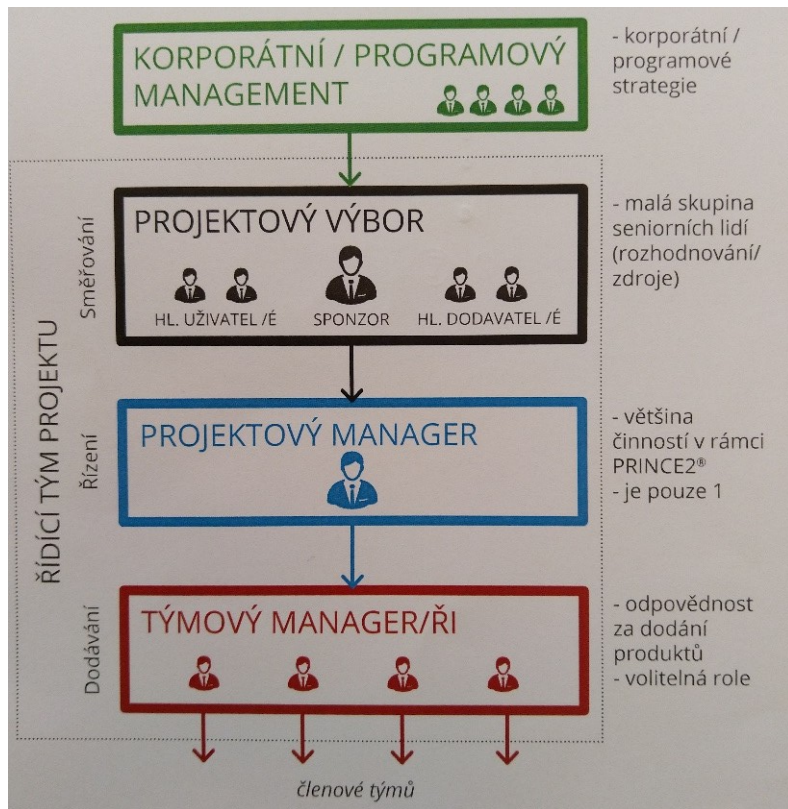 KORPORÁTNÍ / PROGRAMOVÝ
MANAGEMENT
- korporátní /
programové
strategie
ŘÍDÍCÍ TÝM PROJEKTU
Směřování
PROJEKTOVÝ VÝBOR
HL. UŽIVATEL /É
SPONZOR
HL. DODAVATEL /É
- malá skupina
seniorních lidí
(rozhodnování/
zdroje)
Řízení
PROJEKTOVÝ MANAGER
- většina
činností v rámci
PRINCE2®
- je pouze 1
Dodávání
TÝMOVÝ MANAGER/ŘI
- odpovědnost
za dodání
produktů
- volitelná role
členové týmů